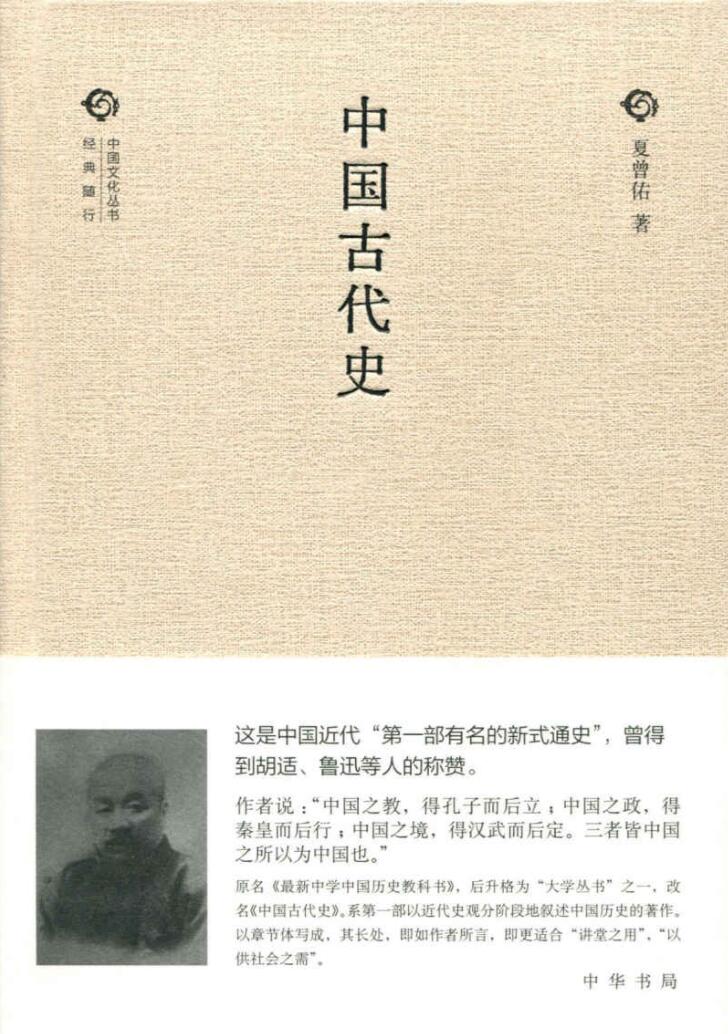 中国文化丛书
经典随行
中国古代史
夏曾佑 著
这是中国近代“第一部有名的新式通史”，曾得
到胡适、鲁迅等人的称赞。
作者说：“中国之教，得孔子而后立；中国之政，得
秦皇而后行；中国之境，得汉武而后定。三者皆中国
之所以为中国也。”
原名《最新中学中国历史教科书》，后升格为“大学丛书”之一，改
名《中国古代史》。系第一部以近代史观分阶段地叙述中国历史的著作。
以章节体写成，其长处，即如作者所言，即更适合“讲堂之用”，“以
供社会之需”。
中华书局